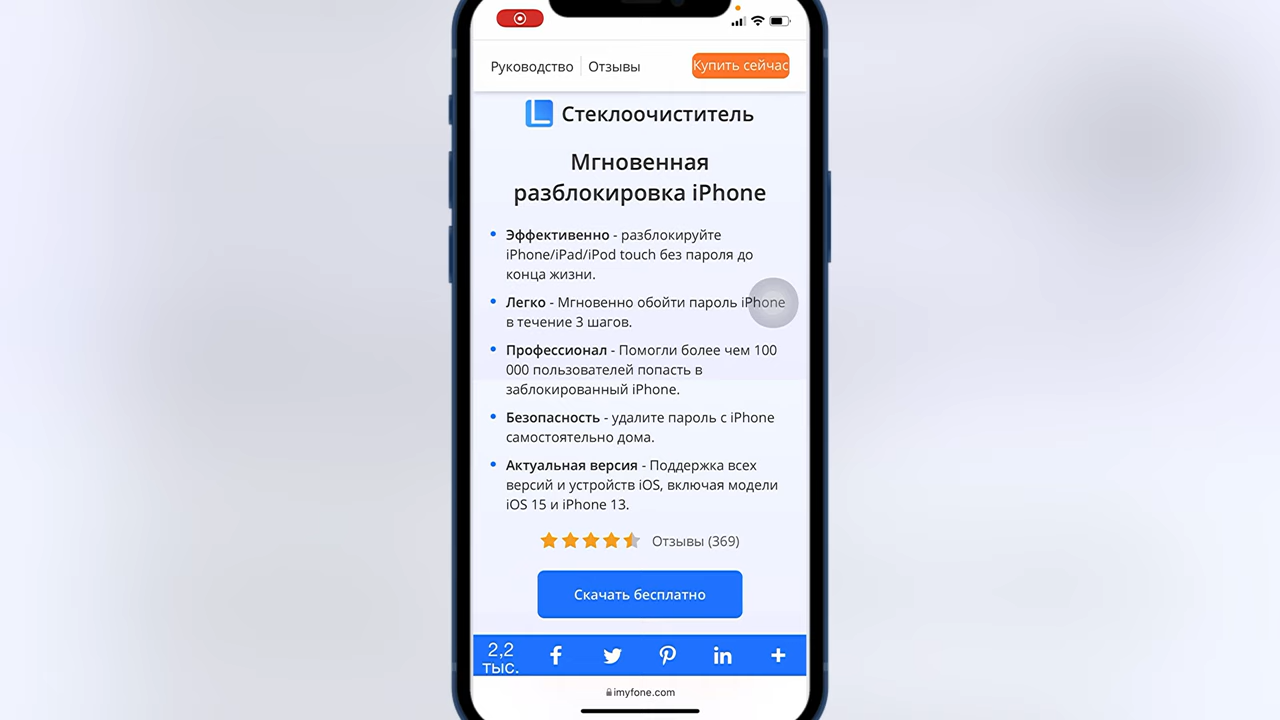 Руководство
Отзывы
Купить сейчас
Стеклоочиститель
Мгновенная
разблокировка iPhone
Эффективно - разблокируйте
iPhone/iPad/iPod touch без пароля до
конца жизни.
Легко - Мгновенно обойти пароль iPhone
в течение 3 шагов.
Профессионал - Помогли более чем 100
000 пользователей попасть в
заблокированный iPhone.
Безопасность - удалите пароль с iPhone
самостоятельно дома.
Актуальная версия - Поддержка всех
версий и устройств iOS, включая модели
iOS 15 и iPhone 13.
Отзывы (369)
Скачать бесплатно
2,2
тыс.
imyfone.com